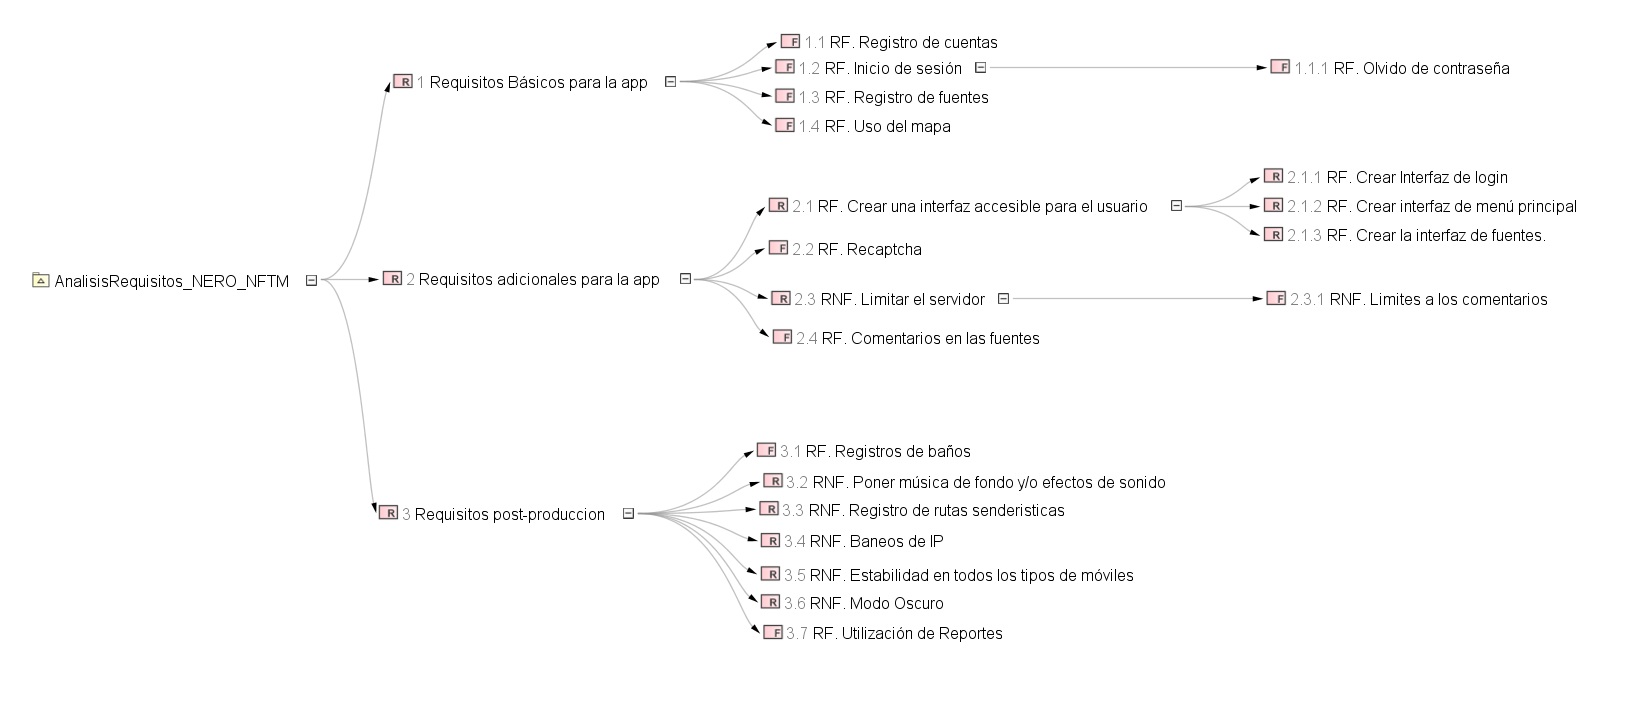 AnalisisRequisitos_NERO_NFTM
R 1 Requisitos Básicos para la app
F 1.1 RF. Registro de cuentas
F 1.2 RF. Inicio de sesión
F 1.1.1 RF. Olvido de contraseña
F 1.3 RF. Registro de fuentes
F 1.4 RF. Uso del mapa
R 2 Requisitos adicionales para la app
R 2.1 RF. Crear una interfaz accesible para el usuario
R 2.1.1 RF. Crear Interfaz de login
R 2.1.2 RF. Crear interfaz de menú principal
R 2.1.3 RF. Crear la interfaz de fuentes.
F 2.2 RF. Recaptcha
R 2.3 RNF. Limitar el servidor
F 2.3.1 RNF. Limites a los comentarios
F 2.4 RF. Comentarios en las fuentes
R 3 Requisitos post-produccion
F 3.1 RF. Registros de baños
R 3.2 RNF. Poner música de fondo y/o efectos de sonido
R 3.3 RNF. Registro de rutas senderisticas
R 3.4 RNF. Baneos de IP
R 3.5 RNF. Estabilidad en todos los tipos de móviles
R 3.6 RNF. Modo Oscuro
F 3.7 RF. Utilización de Reportes